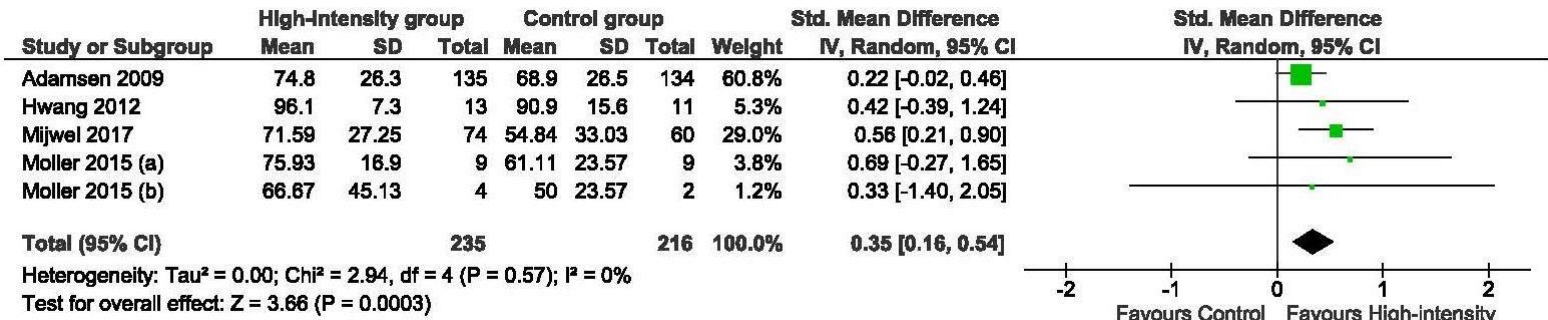 High-Intensity group Control group Std. Mean Difference Std. Mean Difference
Study or Subgroup Mean SD Total Mean SD Total Weight IV, Random, 95% CI IV, Random, 95% CI
Adamsen 2009 74.8 26.3 135 68.9 26.5 134 60.8% 0.22 [-0.02, 0.46]
Hwang 2012 96.1 7.3 13 90.9 15.6 11 5.3% 0.42 [-0.39, 1.24]
Mijwel 2017 71.59 27.25 74 54.84 33.03 60 29.0% 0.56 [0.21, 0.90]
Moller 2015 (a) 75.93 16.9 9 61.11 23.57 9 3.8% 0.69 [-0.27, 1.65]
Moller 2015 (b) 66.67 45.13 4 50 23.57 2 1.2% 0.33 [-1.40, 2.05]
Total (95% CI) 235 216 100.0% 0.35 [0.16, 0.54]
Heterogeneity: Tau² = 0.00; Chi² = 2.94, df = 4 (P = 0.57); I² = 0%
Test for overall effect: Z = 3.66 (P = 0.0003)
-2 -1 0 1 2
Favours Control Favours High-intensity